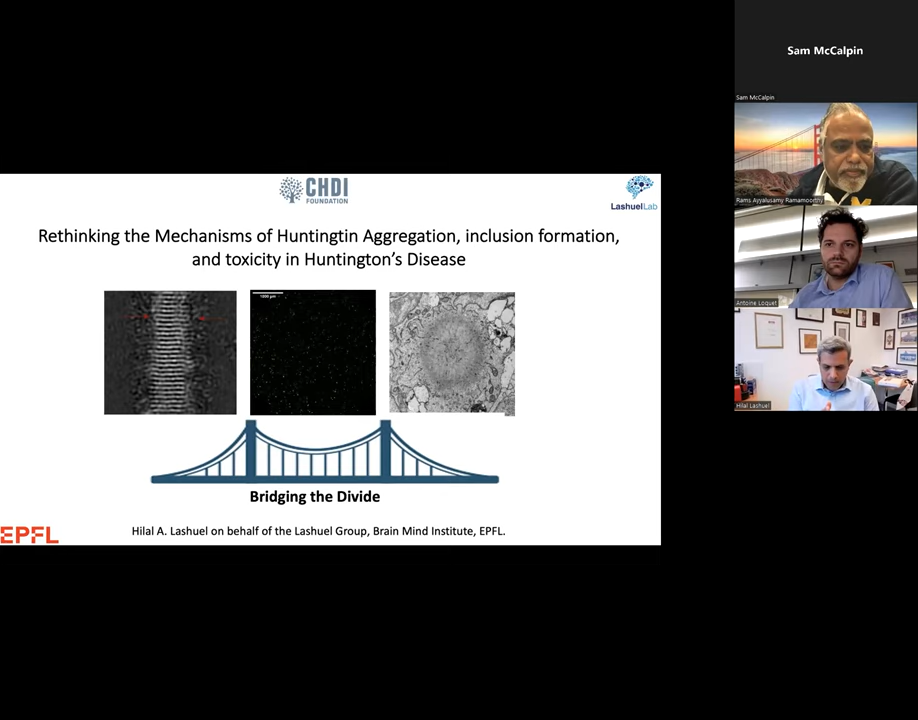 Sam McCalpin
Sam McCalpin
Rams Ayyalusamy Ramamoorthy
Antoine Loquet
Hilal Lashuel
CHDI
FOUNDATION
LashuelLab
Rethinking the Mechanisms of Huntingtin Aggregation, inclusion formation,
and toxicity in Huntington's Disease
1000 µm
Bridging the Divide
Hilal A. Lashuel on behalf of the Lashuel Group, Brain Mind Institute, EPFL.
EPFL